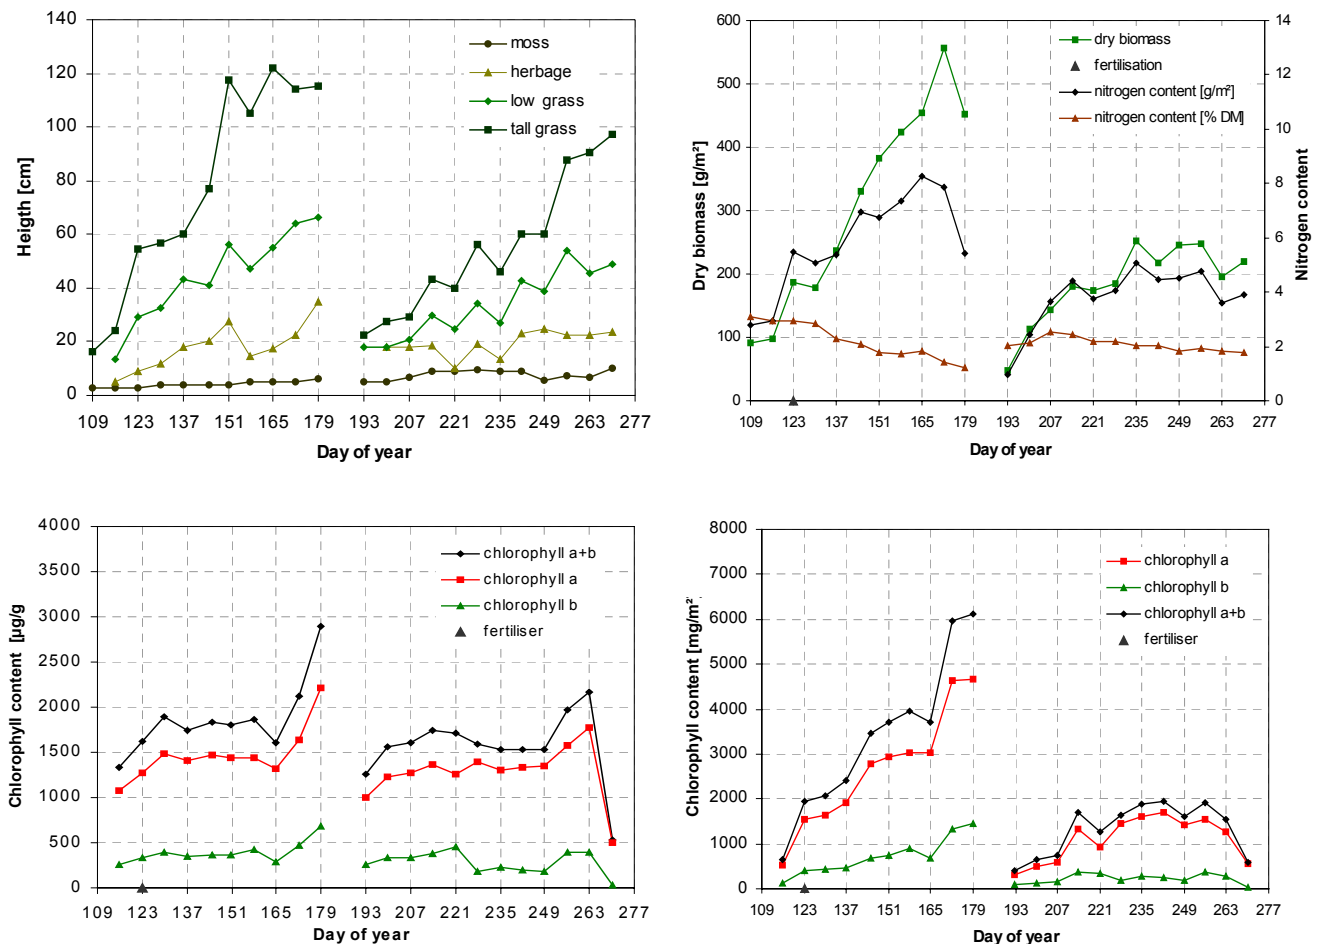 140
120
100
80
60
40
20
0
Heigth [cm]
moss
herbage
low grass
tall grass
109 123 137 151 165 179 193 207 221 235 249 263 277
Day of year
600
500
400
300
200
100
0
Dry biomass [g/m²]
dry biomass
fertilisation
nitrogen content [g/m²]
nitrogen content [% DM]
14
12
10
8
6
4
2
0
Nitrogen content
109 123 137 151 165 179 193 207 221 235 249 263 277
Day of year
4000
3500
3000
2500
2000
1500
1000
500
0
Chlorophyll content [µg/g
chlorophyll a+b
chlorophyll a
chlorophyll b
fertiliser
109 123 137 151 165 179 193 207 221 235 249 263 277
Day of year
8000
7000
6000
5000
4000
3000
2000
1000
0
Chlorophyll content [mg/m²
chlorophyll a
chlorophyll b
chlorophyll a+b
fertiliser
109 123 137 151 165 179 193 207 221 235 249 263 277
Day of year